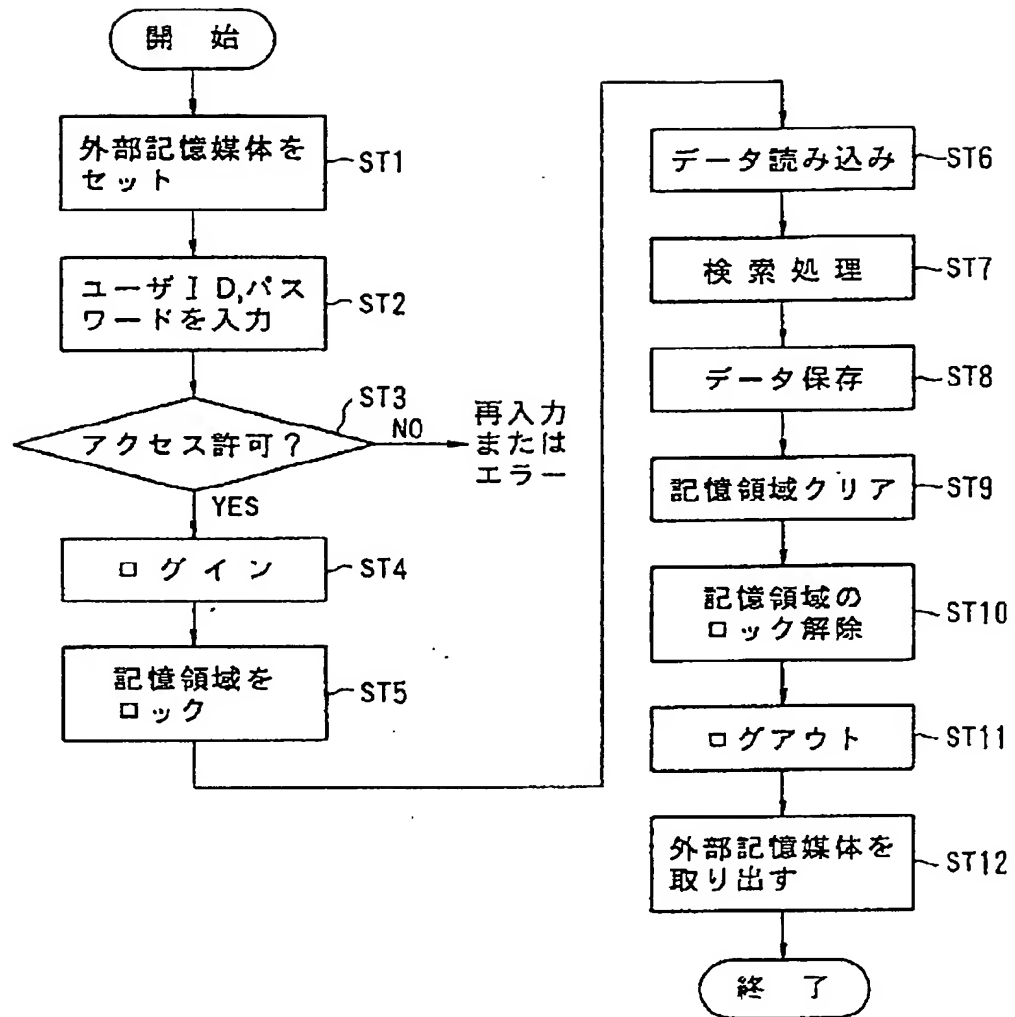 開 始
外部記憶媒体を
セット
ST1
ユーザID,パス
ワードを入力
ST2
アクセス許可?
ST3
NO
再入力
または
エラー
YES
ログイン
ST4
記憶領域を
ロック
ST5
データ読み込み
ST6
検索処理
ST7
データ保存
ST8
記憶領域クリア
ST9
記憶領域の
ロック解除
ST10
ログアウト
ST11
外部記憶媒体を
取り出す
ST12
終 了